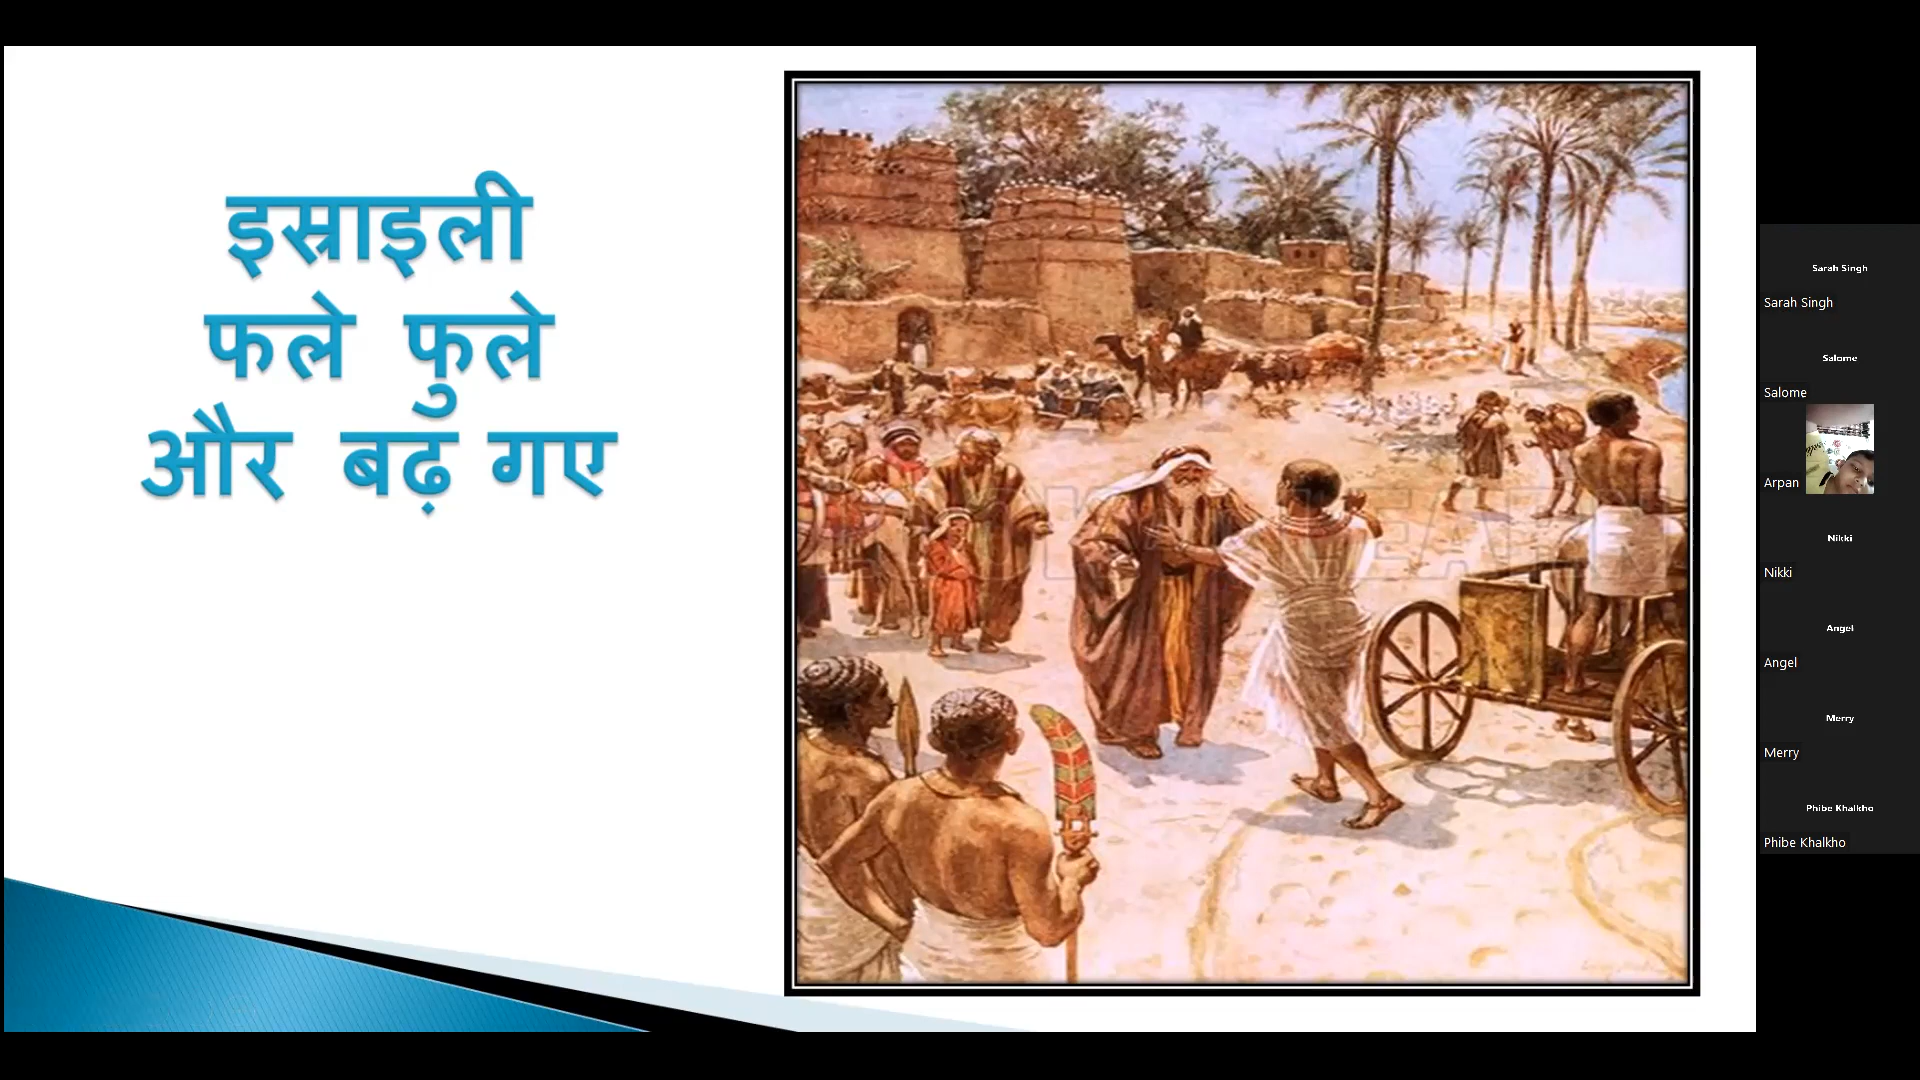 इस्राइली
फले फुले
और बढ़ गए
Sarah Singh
Sarah Singh
Salome
Salome
Arpan
Nikki
Nikki
Angel
Angel
Merry
Merry
Phibe Khalkho
Phibe Khalkho